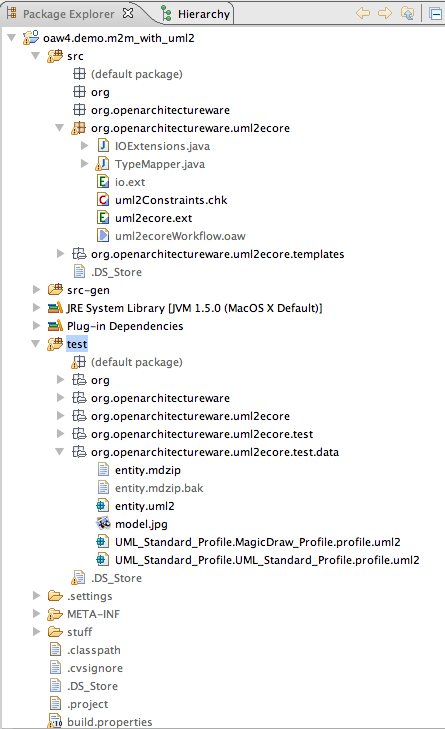 Package Explorer Hierarchy
oaw4.demo.m2m_with_uml2
src
(default package)
org
org.openarchitectureware
org.openarchitectureware.uml2ecore
IOExtensions.java
TypeMapper.java
io.ext
uml2Constraints.chk
uml2ecore.ext
uml2ecoreWorkflow.oaw
org.openarchitectureware.uml2ecore.templates
.DS_Store
src-gen
JRE System Library [JVM 1.5.0 (MacOS X Default)]
Plug-in Dependencies
test
(default package)
org
org.openarchitectureware
org.openarchitectureware.uml2ecore
org.openarchitectureware.uml2ecore.test
org.openarchitectureware.uml2ecore.test.data
entity.mdzip
entity.mdzip.bak
entity.uml2
model.jpg
UML_Standard_Profile.MagicDraw_Profile.profile.uml2
UML_Standard_Profile.UML_Standard_Profile.profile.uml2
.DS_Store
.settings
META-INF
stuff
.classpath
.cvsignore
.DS_Store
.project
build.properties